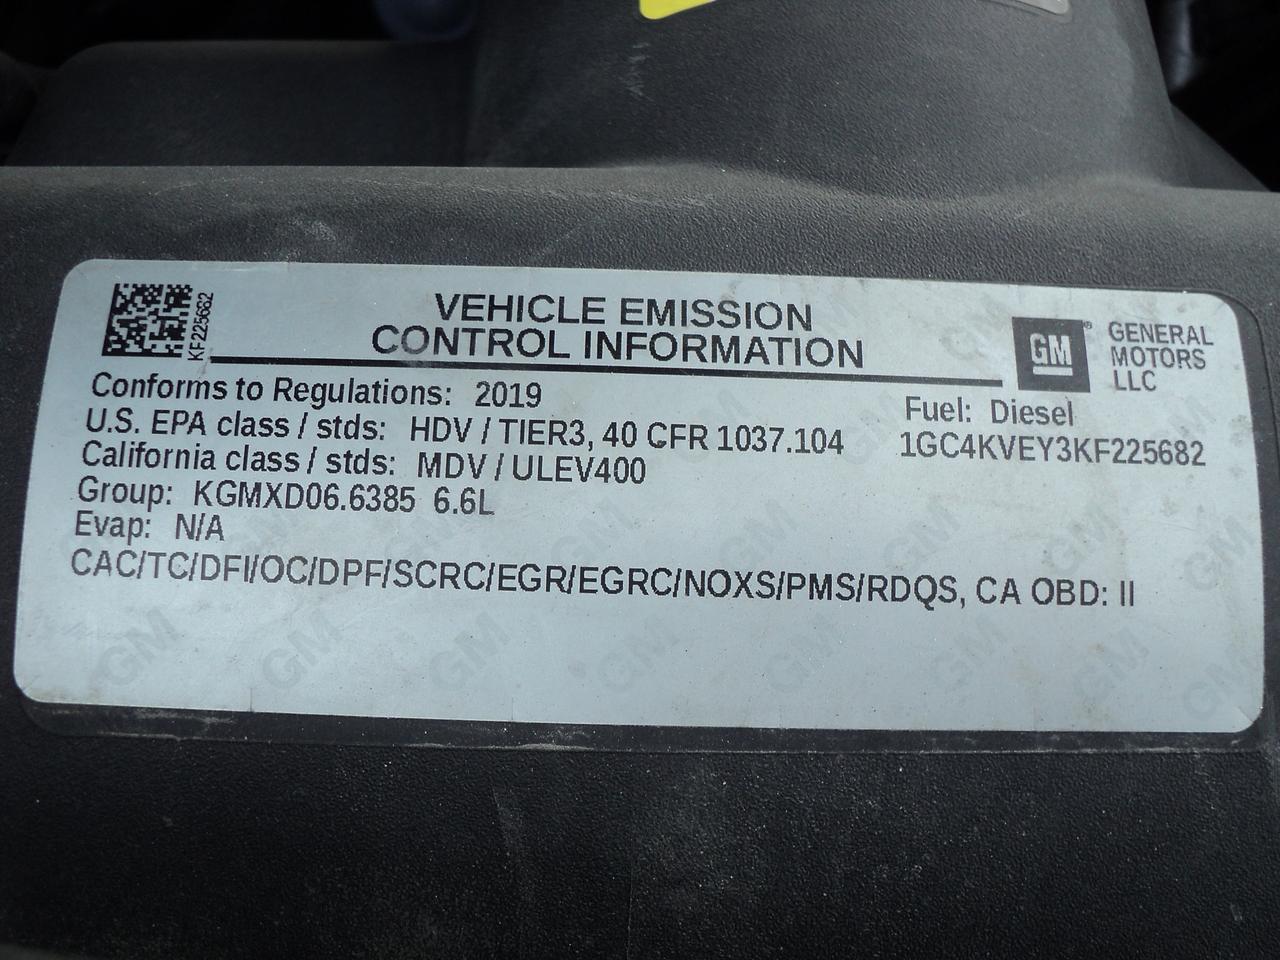 KF225682
VEHICLE EMISSION
CONTROL INFORMATION
GM
GENERAL
MOTORS
LLC
Conforms to Regulations: 2019
Fuel: Diesel
U.S. EPA class / stds: HDV / TIER3, 40 CFR 1037.104
1GC4KVEY3KF225682
California class / stds: MDV / ULEV400
Group: KGMXD06.6385 6.6L
Evap: N/A
CAC/TC/DFI/OC/DPF/SCRC/EGR/EGRC/NOXS/PMS/RDQS, CA OBD: II